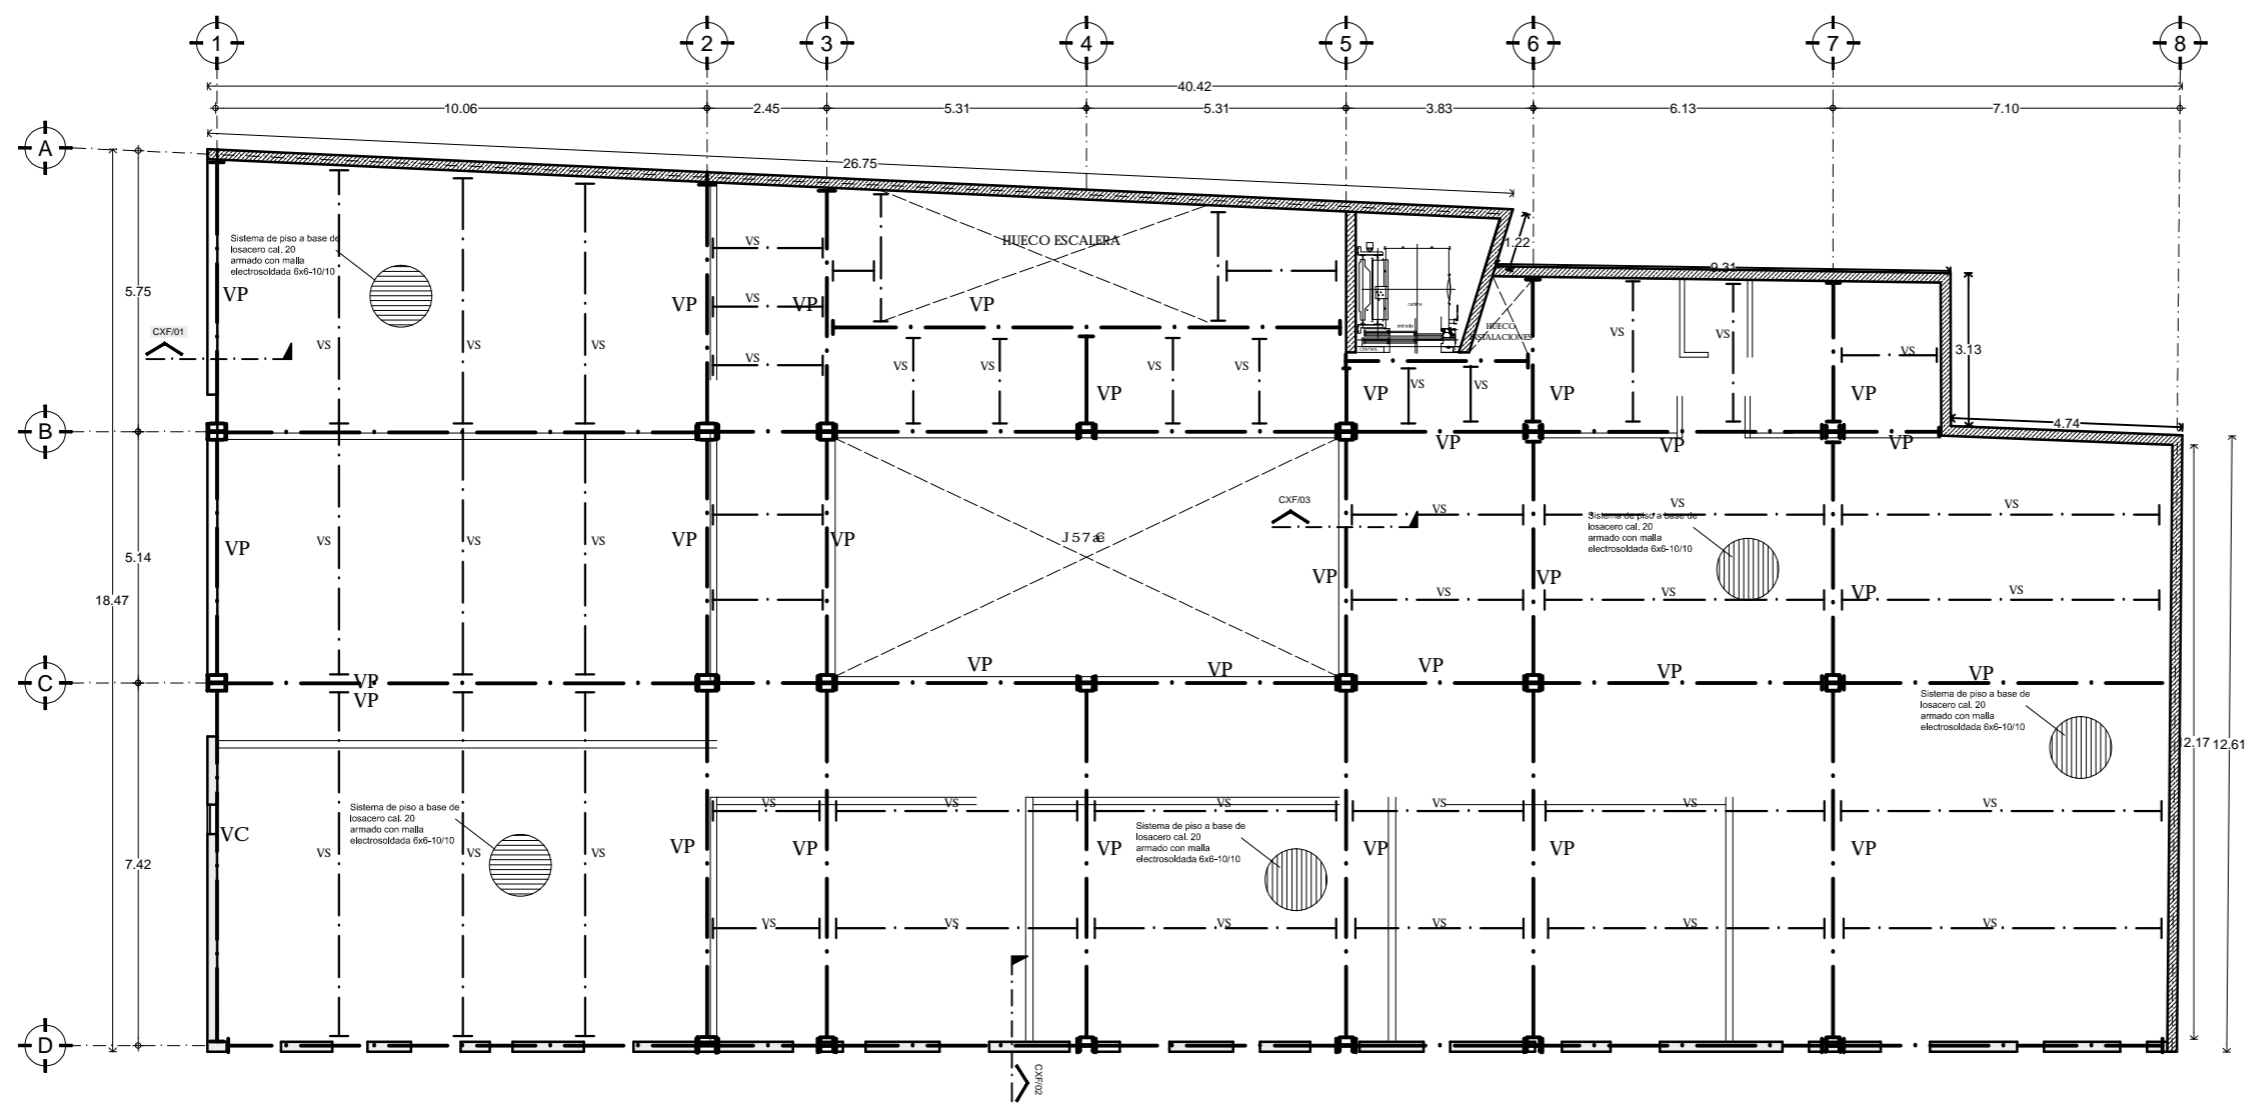 1 2 3 4 5 6 7 8
40.42
10.06 2.45 5.31 5.31 3.83 6.13 7.10
A
26.75
HUECO ESCALERA
1.22
9.31
VS
Sistema de piso a base de
losacero cal. 20
armado con malla
electrosoldada 6x6-10/10
5.75
VP VP VS VP VP
HUECO
INSTALACIONES
CXF/01
VS VS VS VS VS VS
3.13
VS VS VS VS VS VS
VP VP VP VP
B
4.74
VP VP VP
CXF/03
VS VS VS
Sistema de piso a base de
losacero cal. 20
armado con malla
electrosoldada 6x6-10/10
VP VS VS VS VP VP
5.14
VP VP
18.47
VS VS VP VS
C
VP
VP
VP VP VP VP VP
Sistema de piso a base de
losacero cal. 20
armado con malla
electrosoldada 6x6-10/10
12.17 12.61
VS VS VS VS VS VS
Sistema de piso a base de
losacero cal. 20
armado con malla
electrosoldada 6x6-10/10
Sistema de piso a base de
losacero cal. 20
armado con malla
electrosoldada 6x6-10/10
VC
VS VS VS
VP VP VP VP VP VP
7.42
VS VS VS VS VS VS
D
CXF/02